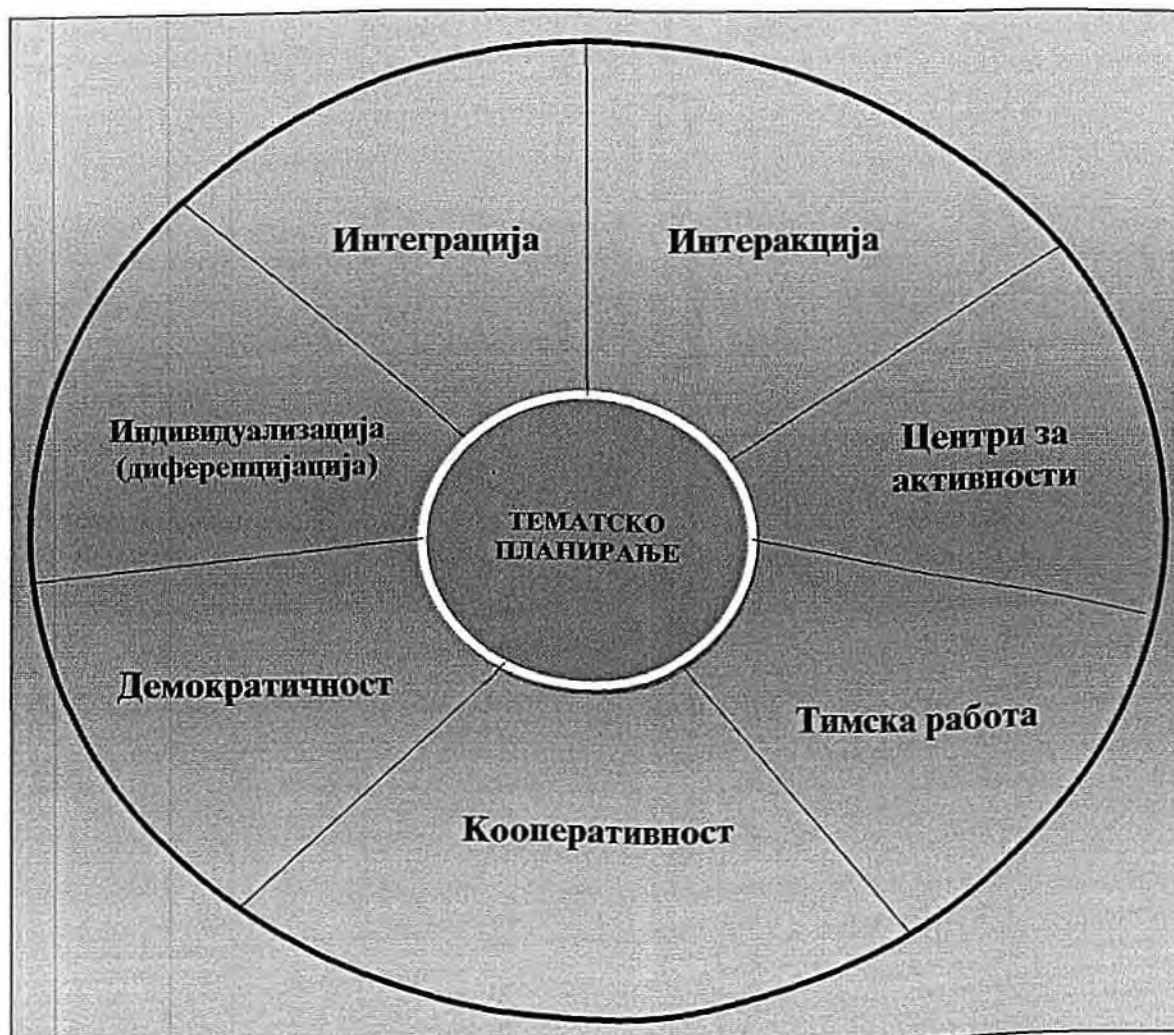 Интеграција
Интеракција
Индивидуализација
(диференцијација)
Центри за
активности
ТЕМАТСКО
ПЛАНИРАЊЕ
Демократичност
Тимска работа
Кооперативност